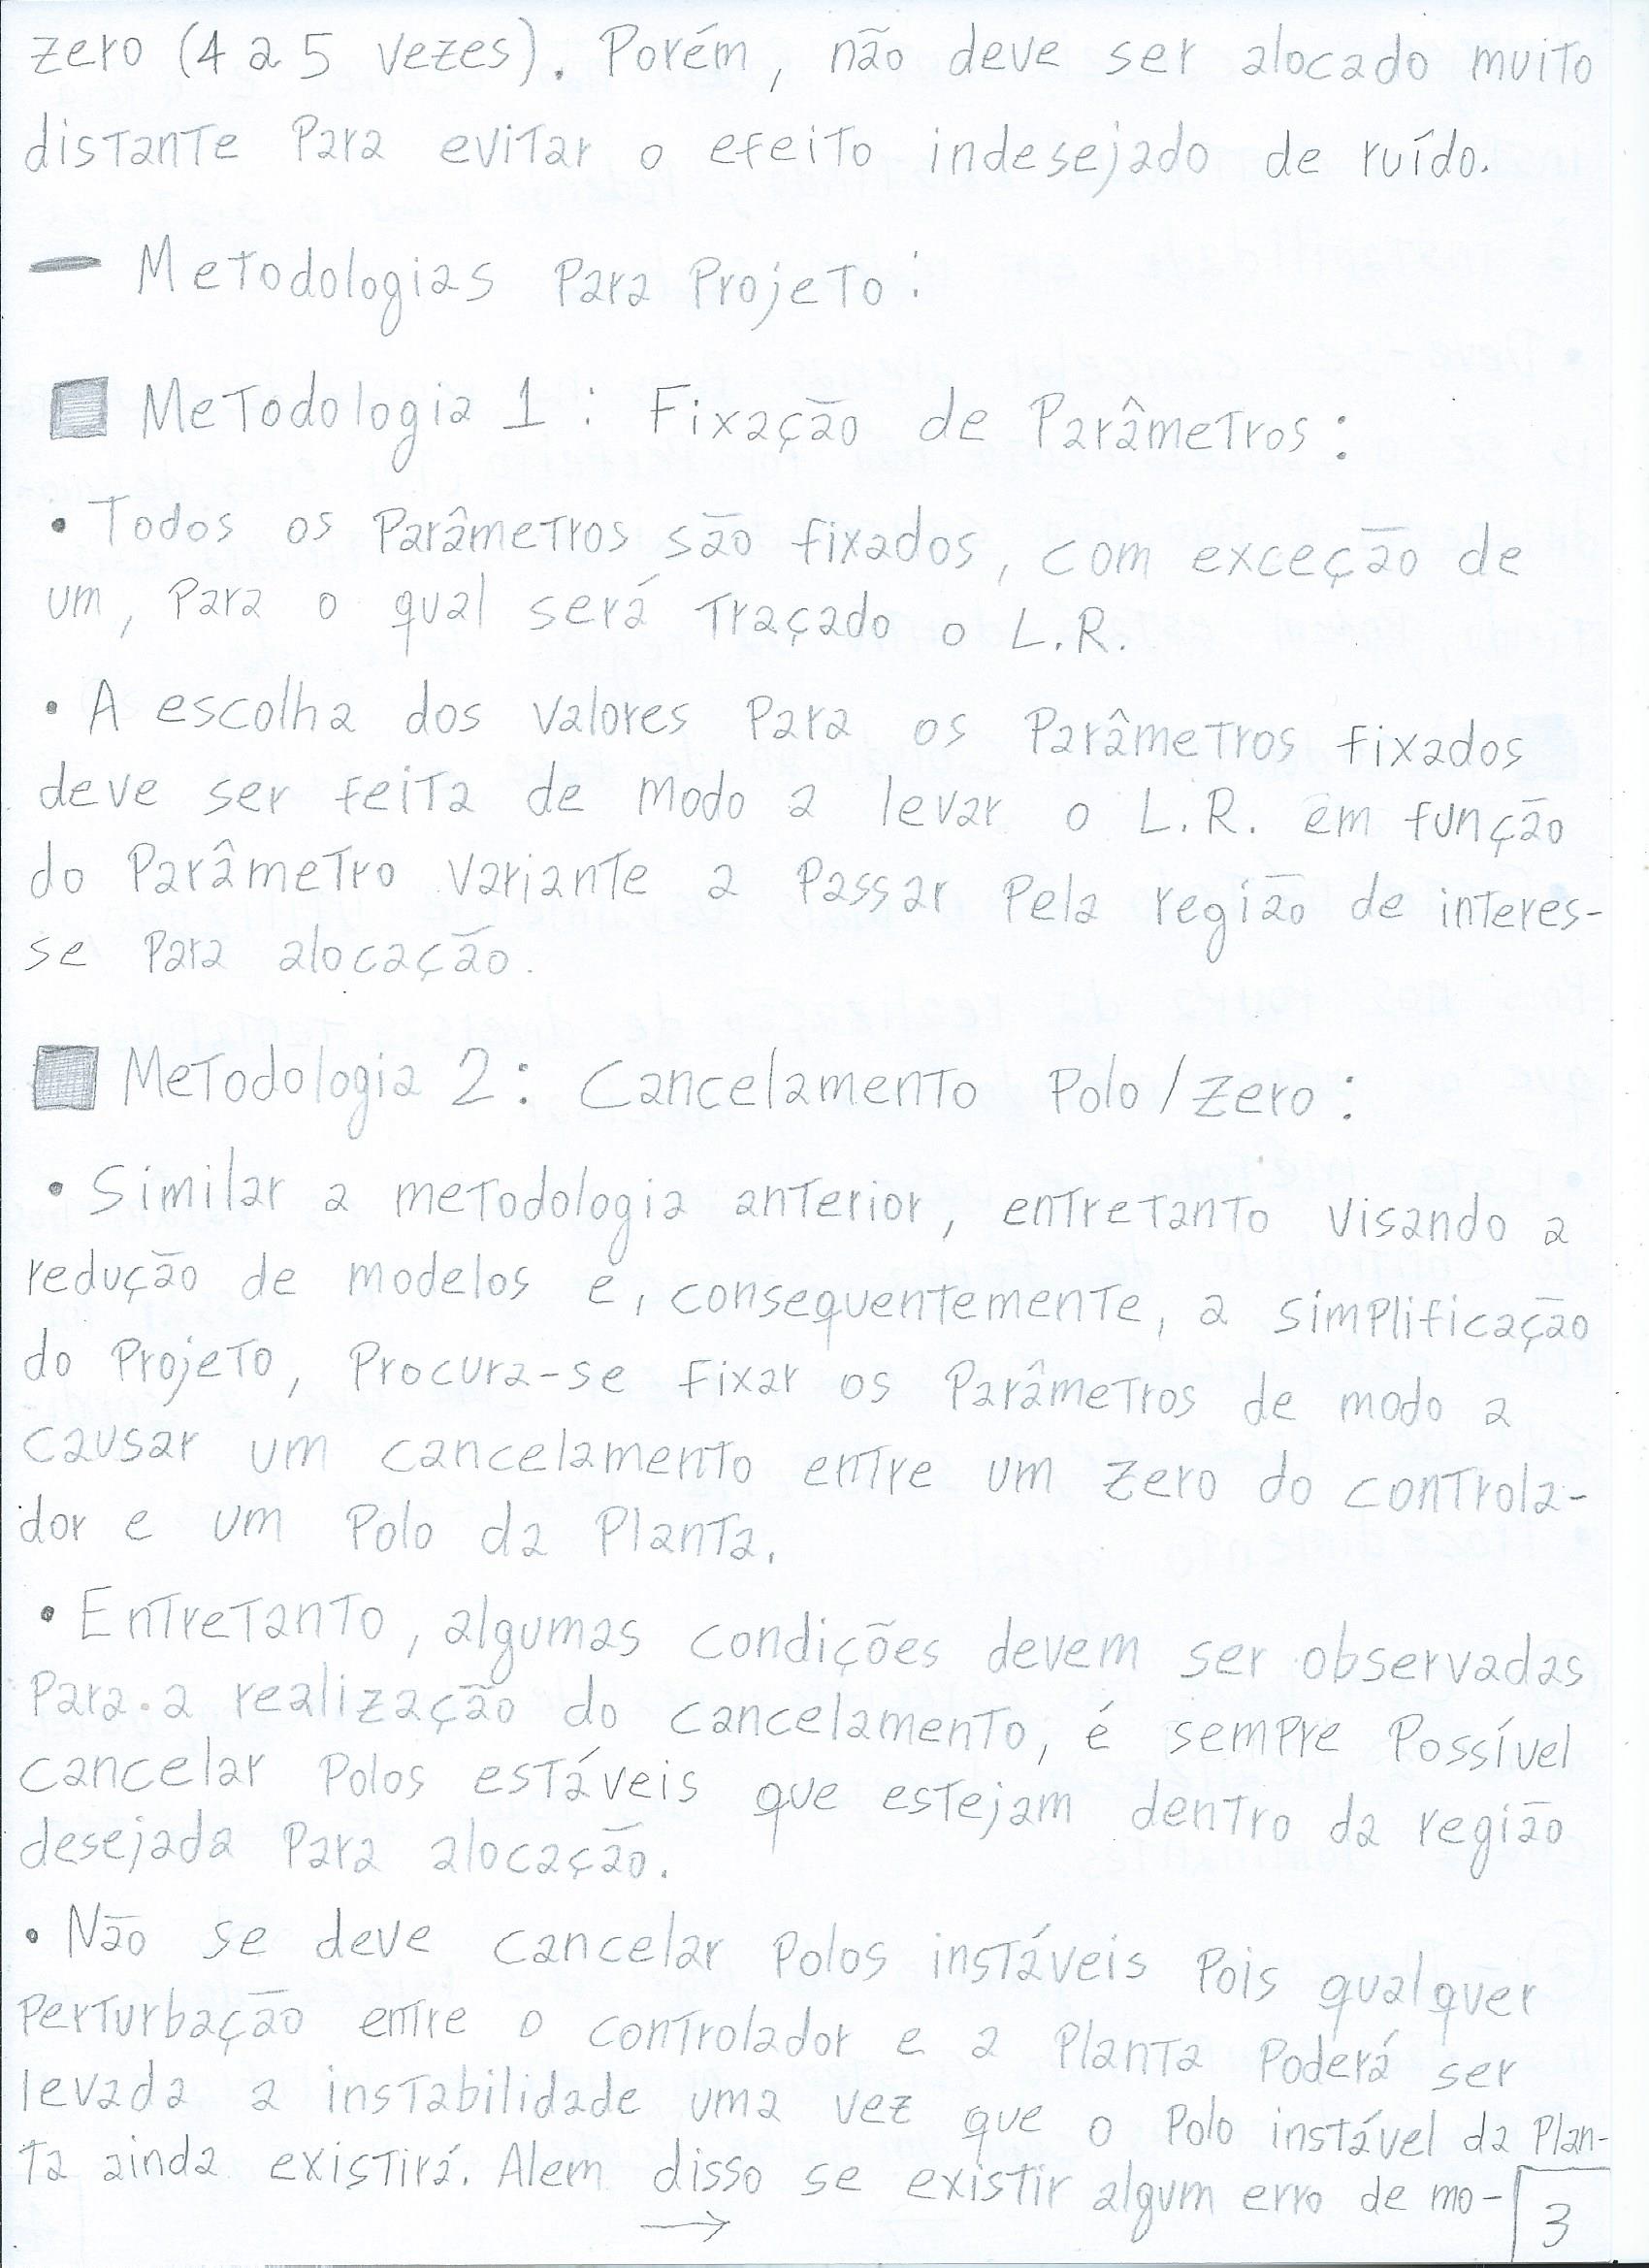 zero (4 a 5 vezes). Porém, não deve ser alocado muito
distante para evitar o efeito indesejado de ruído.
— Metodologias para projeto:
Metodologia 1: Fixação de Parâmetros:
• Todos os parâmetros são fixados, com exceção de
um, para o qual será traçado o L.R.
• A escolha dos valores para os parâmetros fixados
deve ser feita de modo a levar o L.R. em função
do parâmetro variante a passar pela região de interes-
se para alocação.
Metodologia 2: Cancelamento Polo/Zero:
• Similar a metodologia anterior, entretanto visando a
redução de modelos e, consequentemente, a simplificação
do projeto, procura-se fixar os parâmetros de modo a
causar um cancelamento entre um zero do controla-
dor e um polo da planta.
• Entretanto, algumas condições devem ser observadas
para a realização do cancelamento, é sempre possível
cancelar polos estáveis que estejam dentro da região
desejada para alocação.
• Não se deve cancelar polos instáveis pois qualquer
perturbação entre o controlador e a planta poderá ser
levada a instabilidade uma vez que o polo instável da plan-
ta ainda existirá. Alem disso se existir algum erro de mo-
→
3